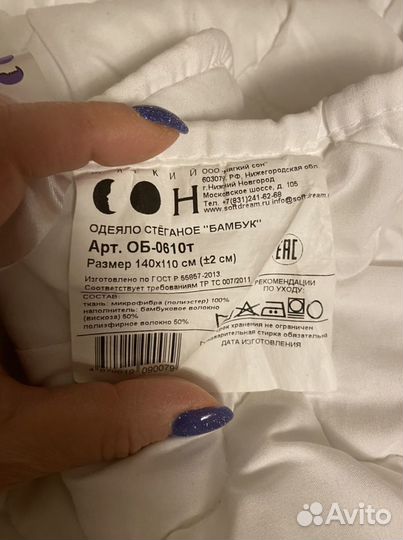 ООО "Мягкий сон"
РФ, Нижегородская обл.
г.Нижний Новгород
Московское шоссе, д. 105
Тел. +7(831)241-62-68
www.softdream.ru
СОН
ОДЕЯЛО СТЁГАНОЕ "БАМБУК"
Арт. ОБ-0610т
Размер 140х110 см (±2 см)
EAC
Изготовлено по ГОСТ Р 55857-2013
Соответствует требованиям ТР ТС 007/2011
СОСТАВ:
ткань: микрофибра (полиэстер) 100%
наполнитель: бамбуковое волокно
(вискоза) 50%
полиэфирное волокно 50%
РЕКОМЕНДАЦИИ
ПО УХОДУ:
хранения не ограничен
стирка обязательна
ДАТА ИЗГОТОВЛЕНИЯ
090079
Avito